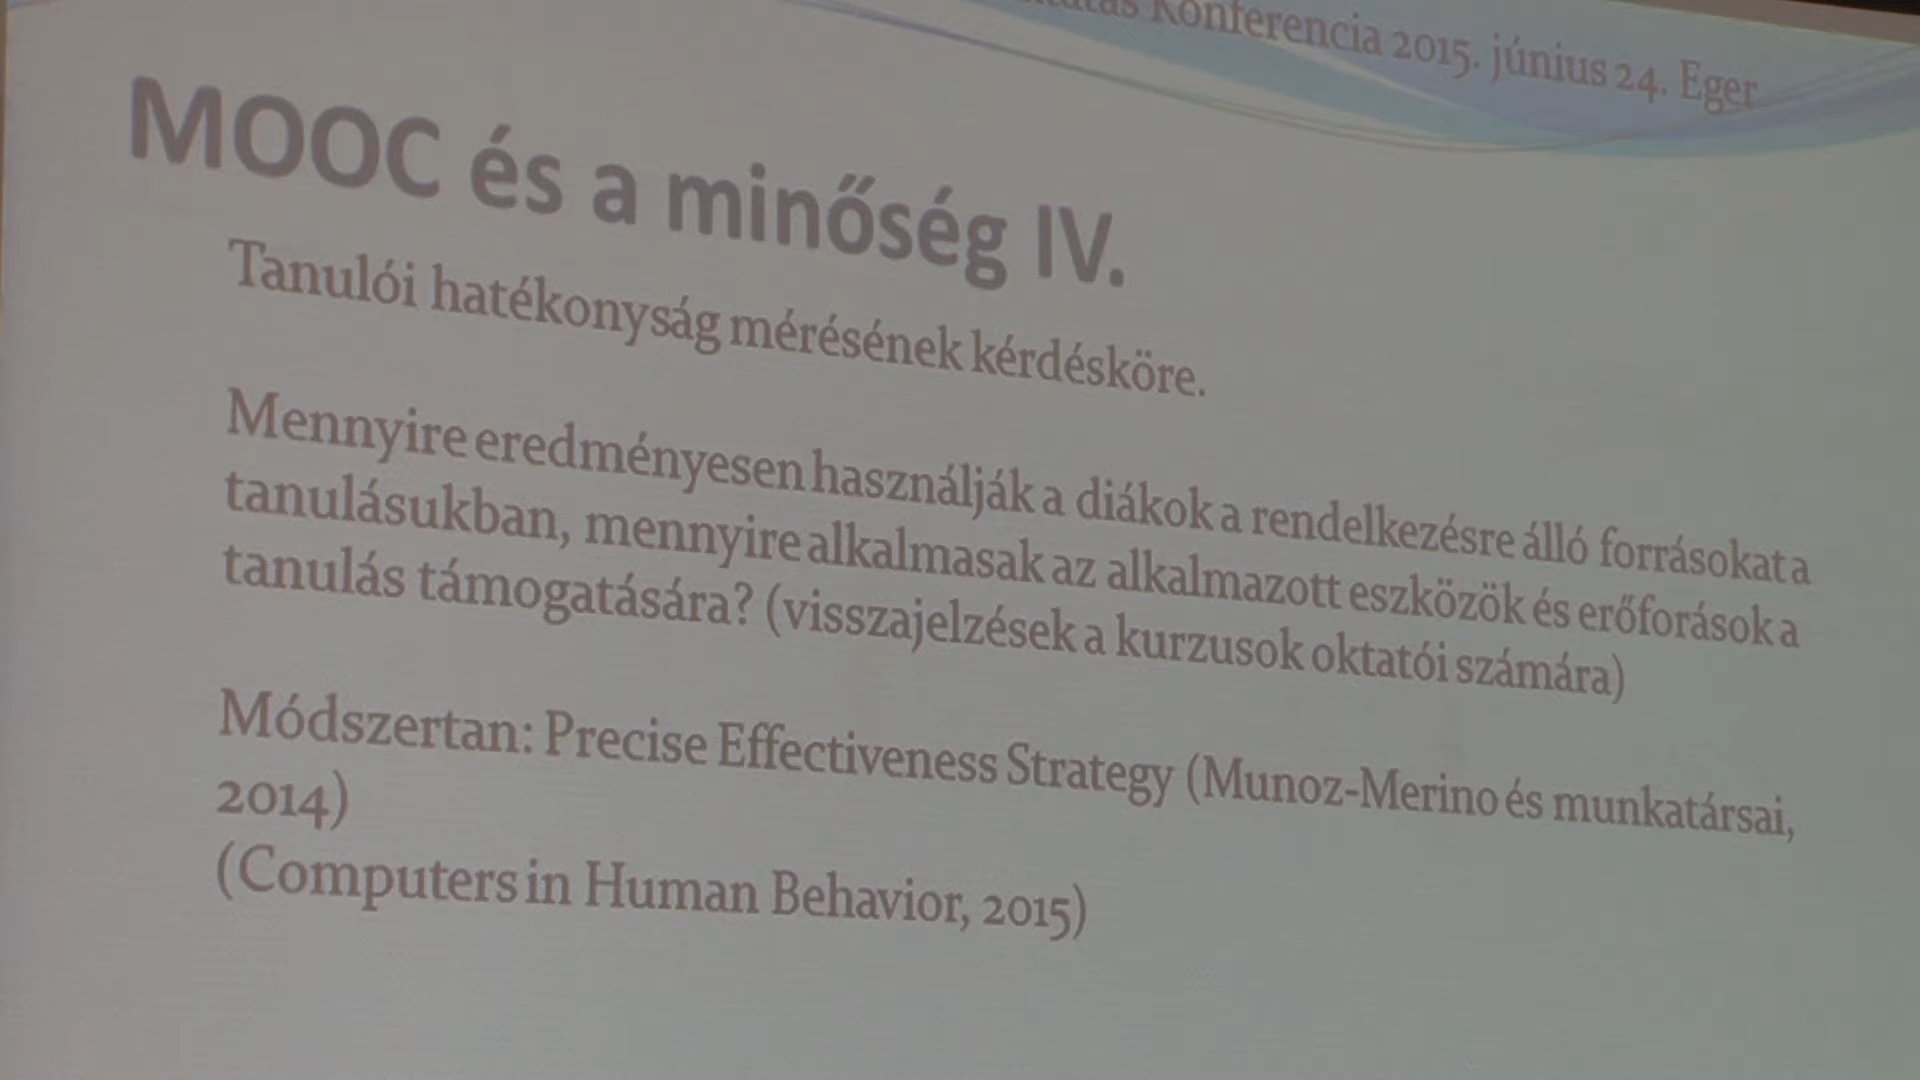 Konferencia 2015. június 24. Eger
MOOC és a minőség IV.
Tanulói hatékonyság mérésének kérdésköre.
Mennyire eredményesen használják a diákok a rendelkezésre álló forrásokat a
tanulásukban, mennyire alkalmasak az alkalmazott eszközök és erőforások a
tanulás támogatására? (visszajelzések a kurzusok oktatói számára)
Módszertan: Precise Effectiveness Strategy (Munoz-Merino és munkatársai,
2014)
(Computers in Human Behavior, 2015)